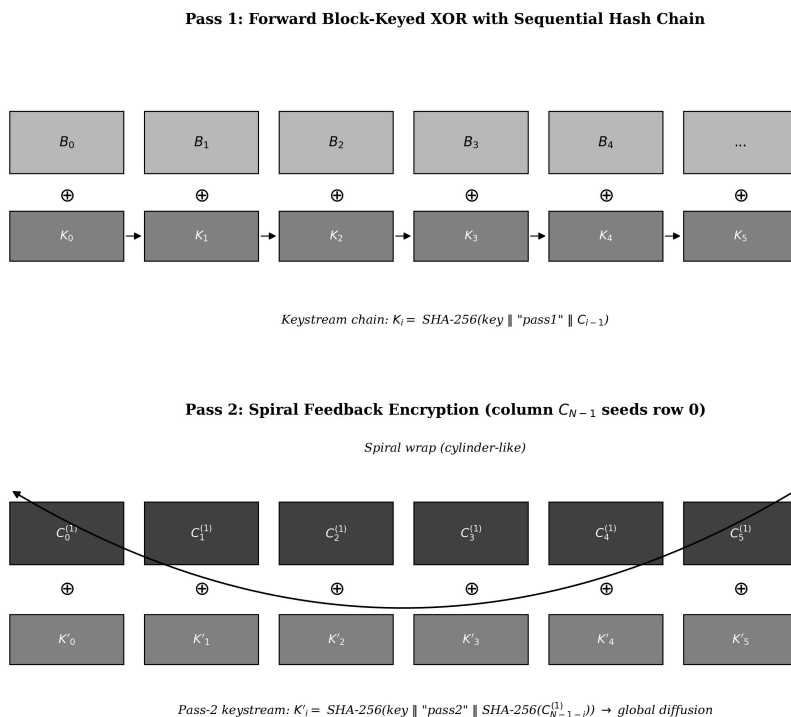 Pass 1: Forward Block-Keyed XOR with Sequential Hash Chain
B₀ B₁ B₂ B₃ B₄ ...
⊕ ⊕ ⊕ ⊕ ⊕ ⊕
K₀ K₁ K₂ K₃ K₄ K₅
Keystream chain: Kᵢ = SHA-256(key ∥ "pass1" ∥ Cᵢ₋₁)
Pass 2: Spiral Feedback Encryption (column C_{N−1} seeds row 0)
Spiral wrap (cylinder-like)
C₀⁽¹⁾ C₁⁽¹⁾ C₂⁽¹⁾ C₃⁽¹⁾ C₄⁽¹⁾ C₅⁽¹⁾
⊕ ⊕ ⊕ ⊕ ⊕ ⊕
K'₀ K'₁ K'₂ K'₃ K'₄ K'₅
Pass-2 keystream: K'ᵢ = SHA-256(key ∥ "pass2" ∥ SHA-256(C_{N−1−i}⁽¹⁾)) → global diffusion